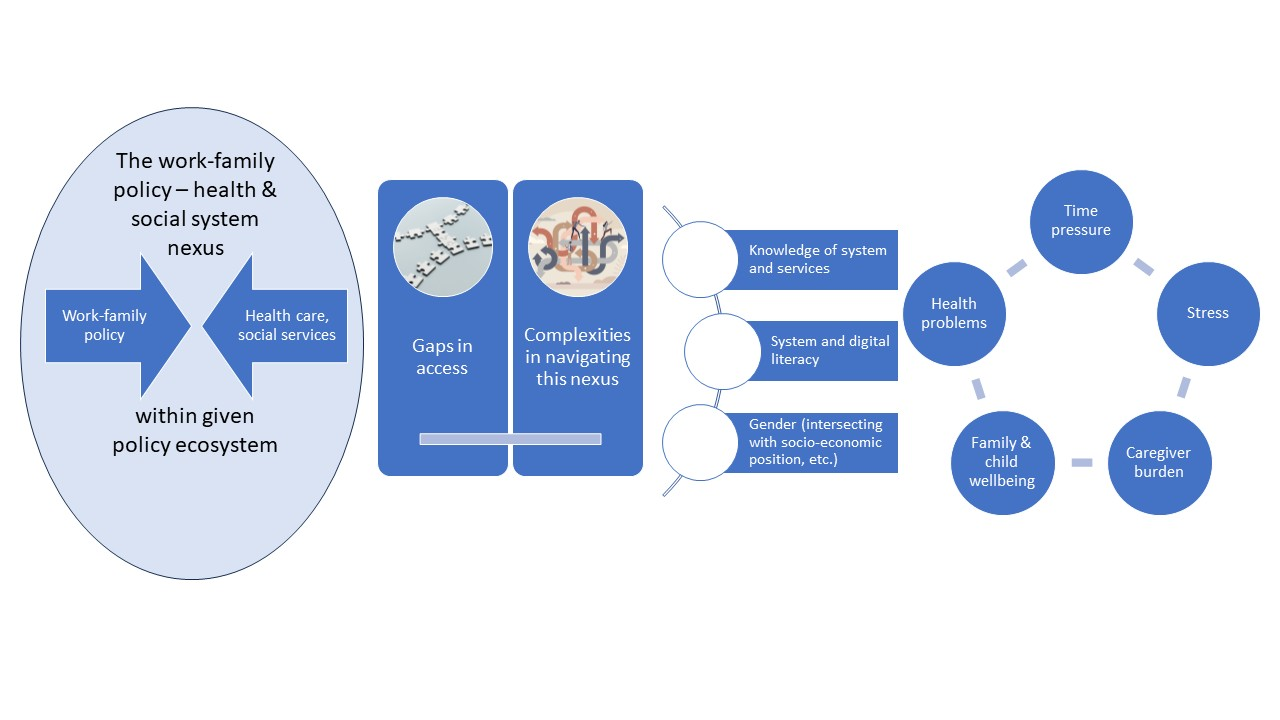 The work-family
policy – health &
social system
nexus
Work-family
policy
Health care,
social services
within given
policy ecosystem
Gaps in
access
Complexities
in navigating
this nexus
Knowledge of system
and services
System and digital
literacy
Gender (intersecting
with socio-economic
position, etc.)
Time
pressure
Stress
Caregiver
burden
Family &
child
wellbeing
Health
problems